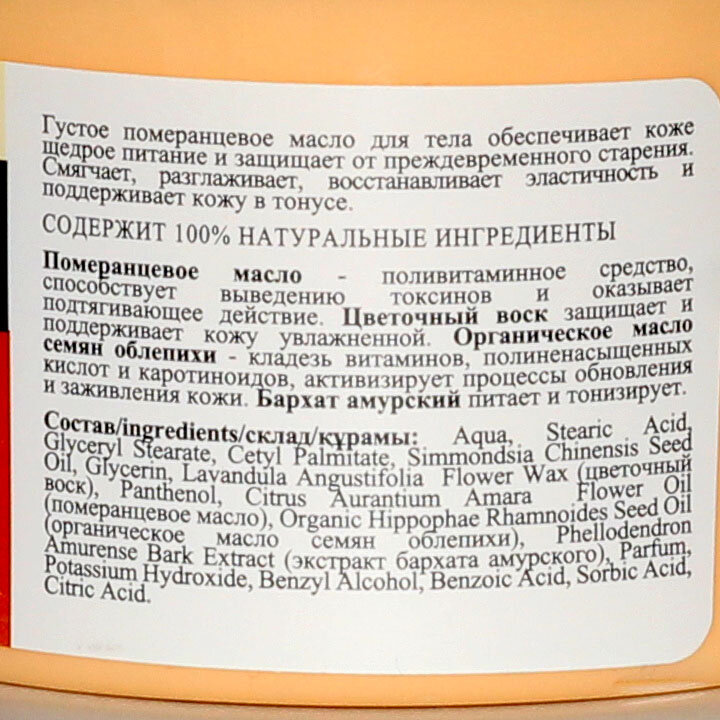 Густое померанцевое масло для тела обеспечивает коже
щедрое питание и защищает от преждевременного старения.
Смягчает, разглаживает, восстанавливает эластичность и
поддерживает кожу в тонусе.
СОДЕРЖИТ 100% НАТУРАЛЬНЫЕ ИНГРЕДИЕНТЫ
Померанцевое масло - поливитаминное средство,
способствует выведению токсинов и оказывает
подтягивающее действие. Цветочный воск защищает и
поддерживает кожу увлажненной. Органическое масло
семян облепихи - кладезь витаминов, полиненасыщенных
кислот и каротиноидов, активизирует процессы обновления
и заживления кожи. Бархат амурский питает и тонизирует.
Состав/ingredients/склад/құрамы: Aqua, Stearic Acid,
Glyceryl Stearate, Cetyl Palmitate, Simmondsia Chinensis Seed
Oil, Glycerin, Lavandula Angustifolia Flower Wax (цветочный
воск), Panthenol, Citrus Aurantium Amara Flower Oil
(померанцевое масло), Organic Hippophae Rhamnoides Seed Oil
(органическое масло семян облепихи), Phellodendron
Amurense Bark Extract (экстракт бархата амурского), Parfum,
Potassium Hydroxide, Benzyl Alcohol, Benzoic Acid, Sorbic Acid,
Citric Acid.